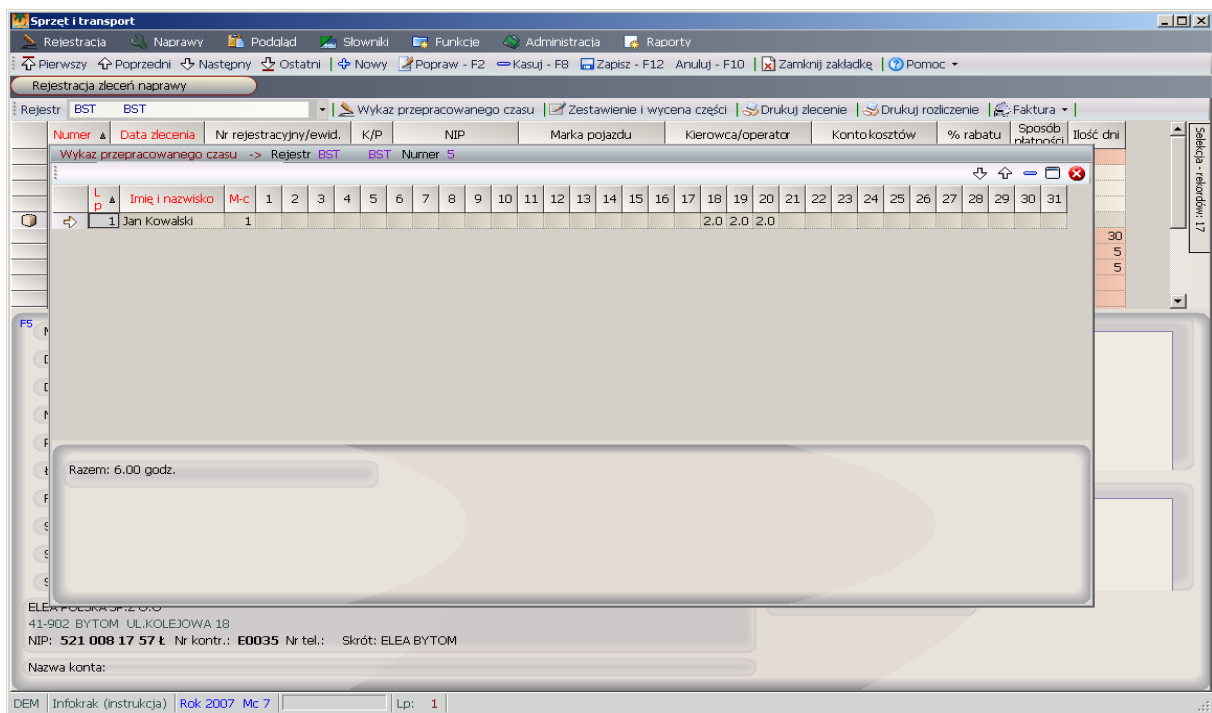 Sprzęt i transport
Rejestracja Naprawy Podgląd Słowniki Funkcje Administracja Raporty
Pierwszy Poprzedni Następny Ostatni Nowy Popraw - F2 Kasuj - F8 Zapisz - F12 Anuluj - F10 Zamknij zakładkę Pomoc
Rejestracja zleceń naprawy
Rejestr BST BST Wykaz przepracowanego czasu Zestawienie i wycena części Drukuj zlecenie Drukuj rozliczenie Faktura
Numer Data zlecenia Nr rejestracyjny/ewid. K/P NIP Marka pojazdu Kierowca/operator Konto kosztów % rabatu Sposób płatności Ilość dni
Selekcja - rekordów: 17
Wykaz przepracowanego czasu -> Rejestr BST BST Numer 5
Lp Imię i nazwisko M-c 1 2 3 4 5 6 7 8 9 10 11 12 13 14 15 16 17 18 19 20 21 22 23 24 25 26 27 28 29 30 31
1 Jan Kowalski 1 2.0 2.0 2.0
30
5
5
F5
Razem: 6.00 godz.
ELEA POLSKA SP.Z O.O
41-902 BYTOM UL.KOLEJOWA 18
NIP: 521 008 17 57 Ł Nr kontr.: E0035 Nr tel.: Skrót: ELEA BYTOM
Nazwa konta:
DEM Infokrak (instrukcja) Rok 2007 Mc 7 Lp: 1